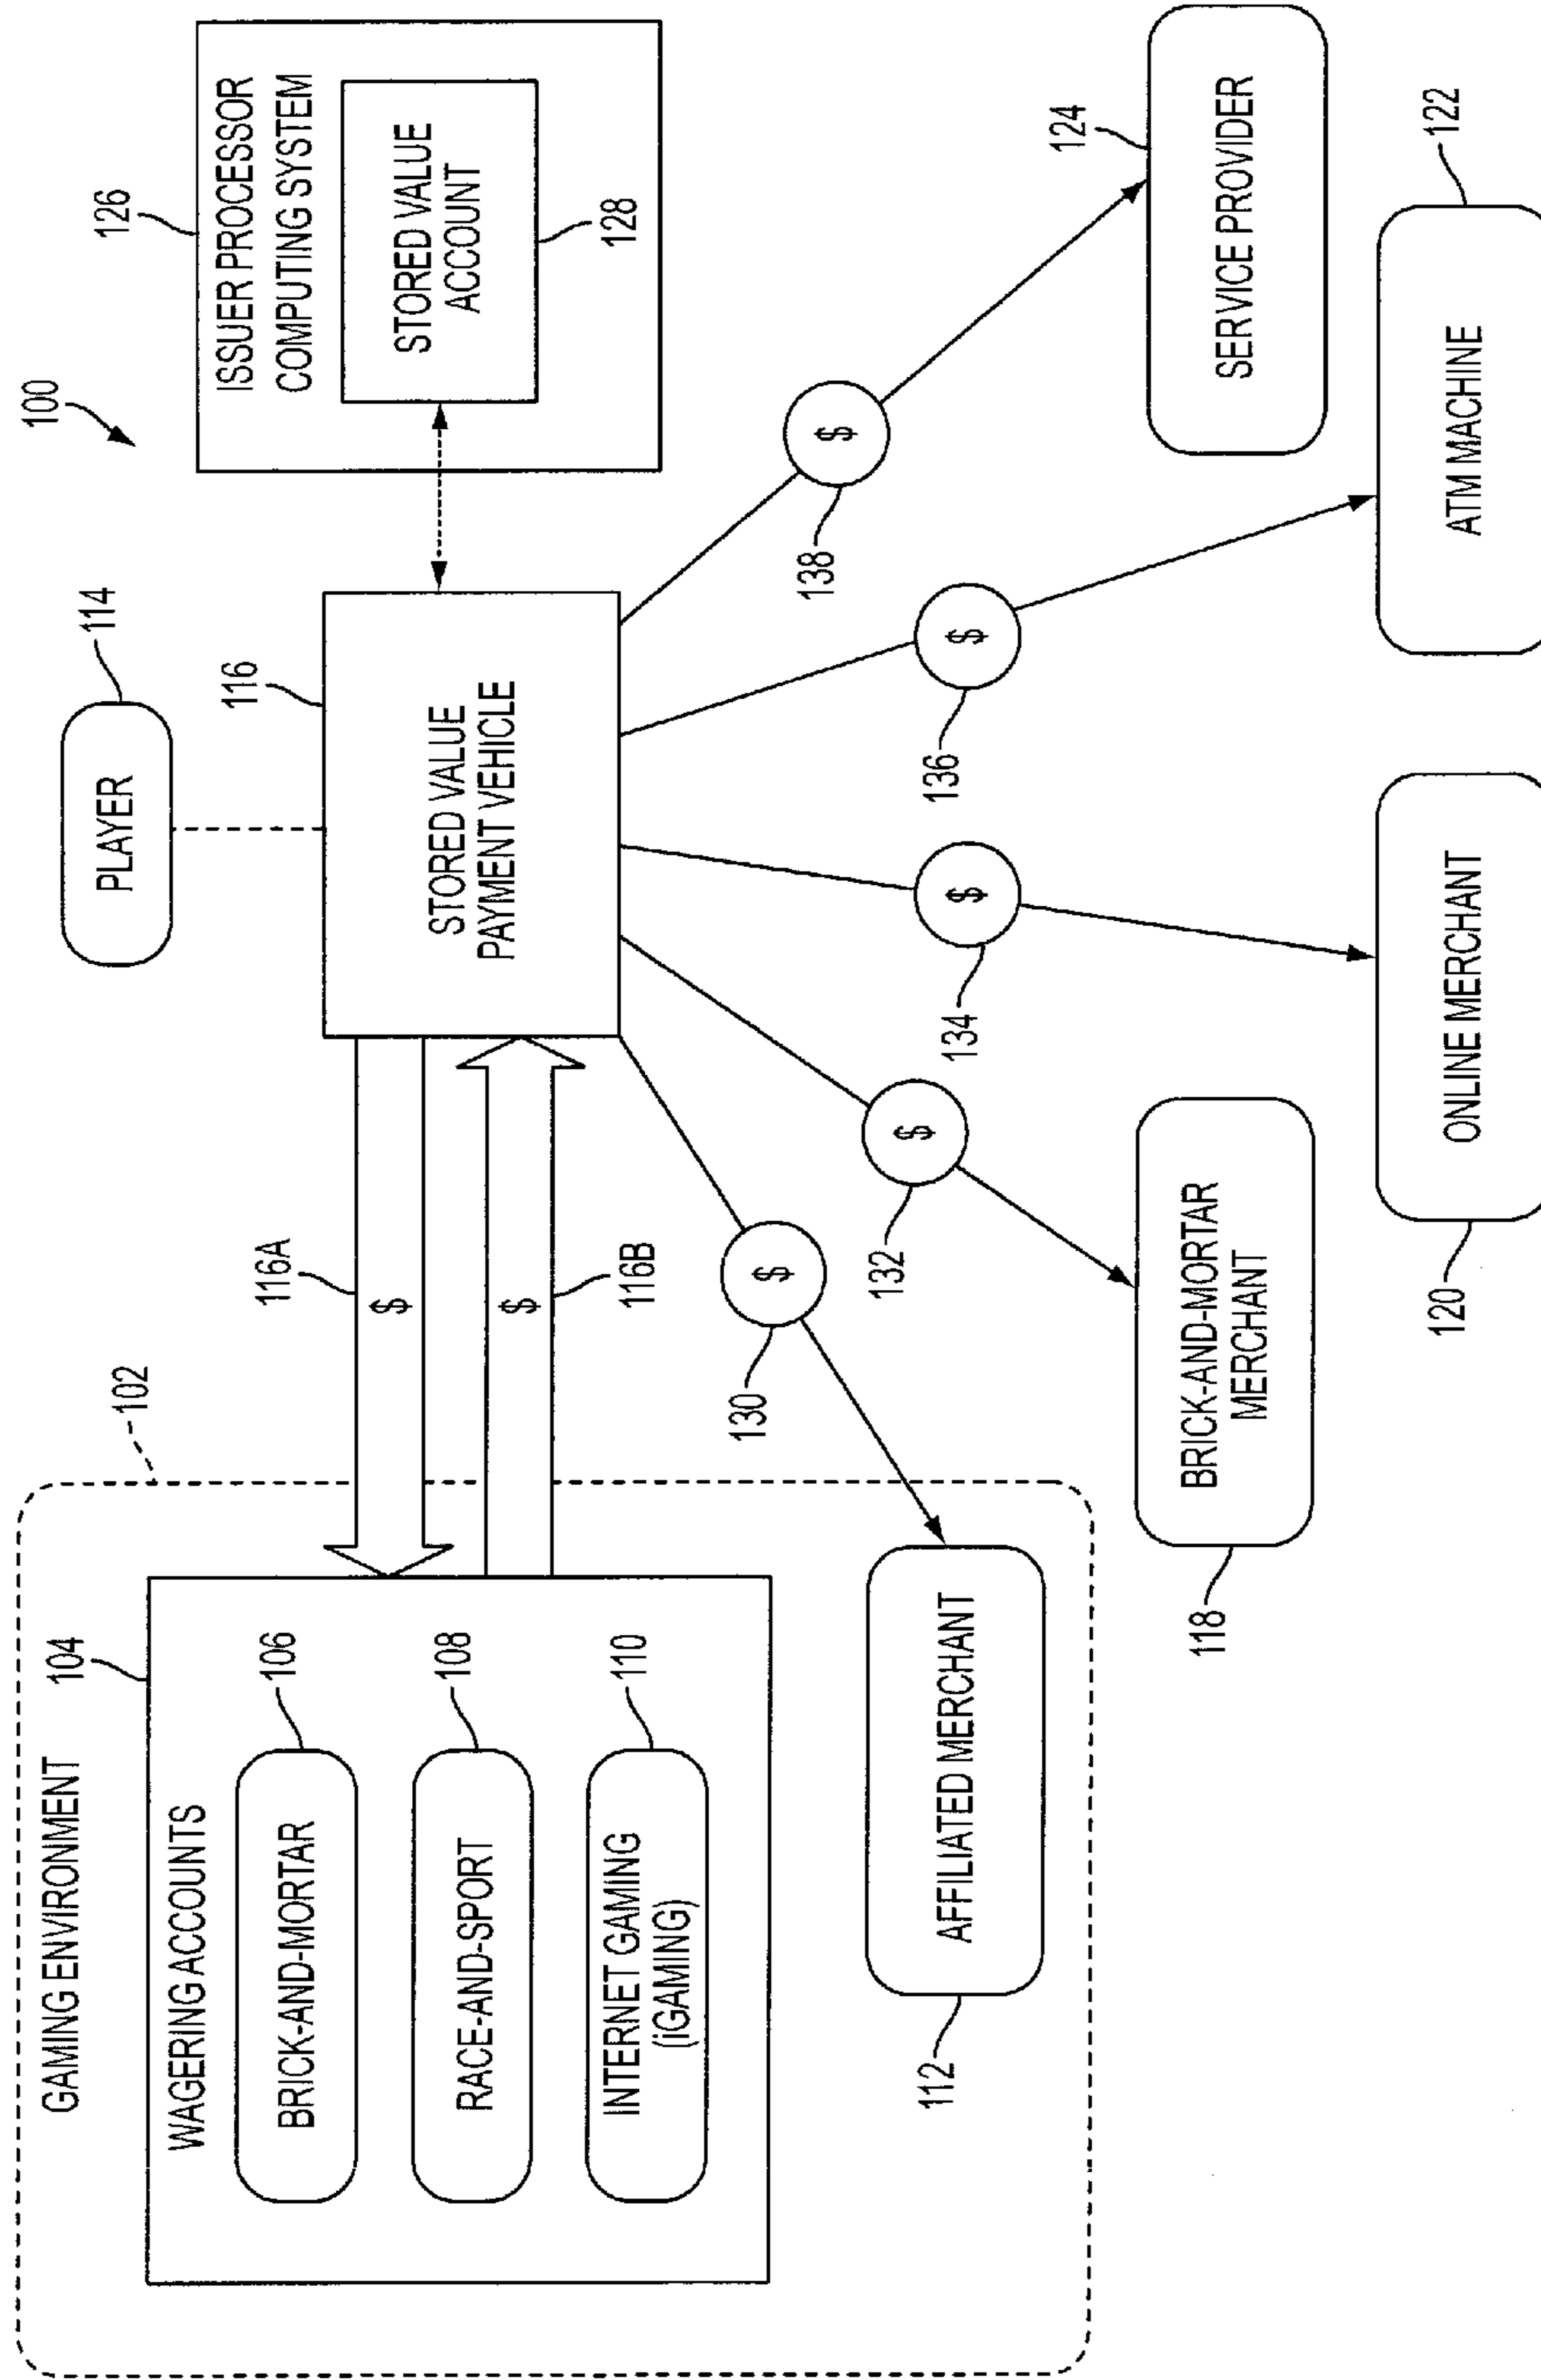 100
PLAYER
114
GAMING ENVIRONMENT
102
104
WAGERING ACCOUNTS
106
BRICK-AND-MORTAR
108
RACE-AND-SPORT
110
INTERNET GAMING
(iGAMING)
116A
$
$
116B
116
STORED VALUE
PAYMENT VEHICLE
126
ISSUER PROCESSOR
COMPUTING SYSTEM
STORED VALUE
ACCOUNT
128
$
130
$
132
$
134
$
136
$
138
112
AFFILIATED MERCHANT
BRICK-AND-MORTAR
MERCHANT
118
ONLINE MERCHANT
120
ATM MACHINE
122
SERVICE PROVIDER
124